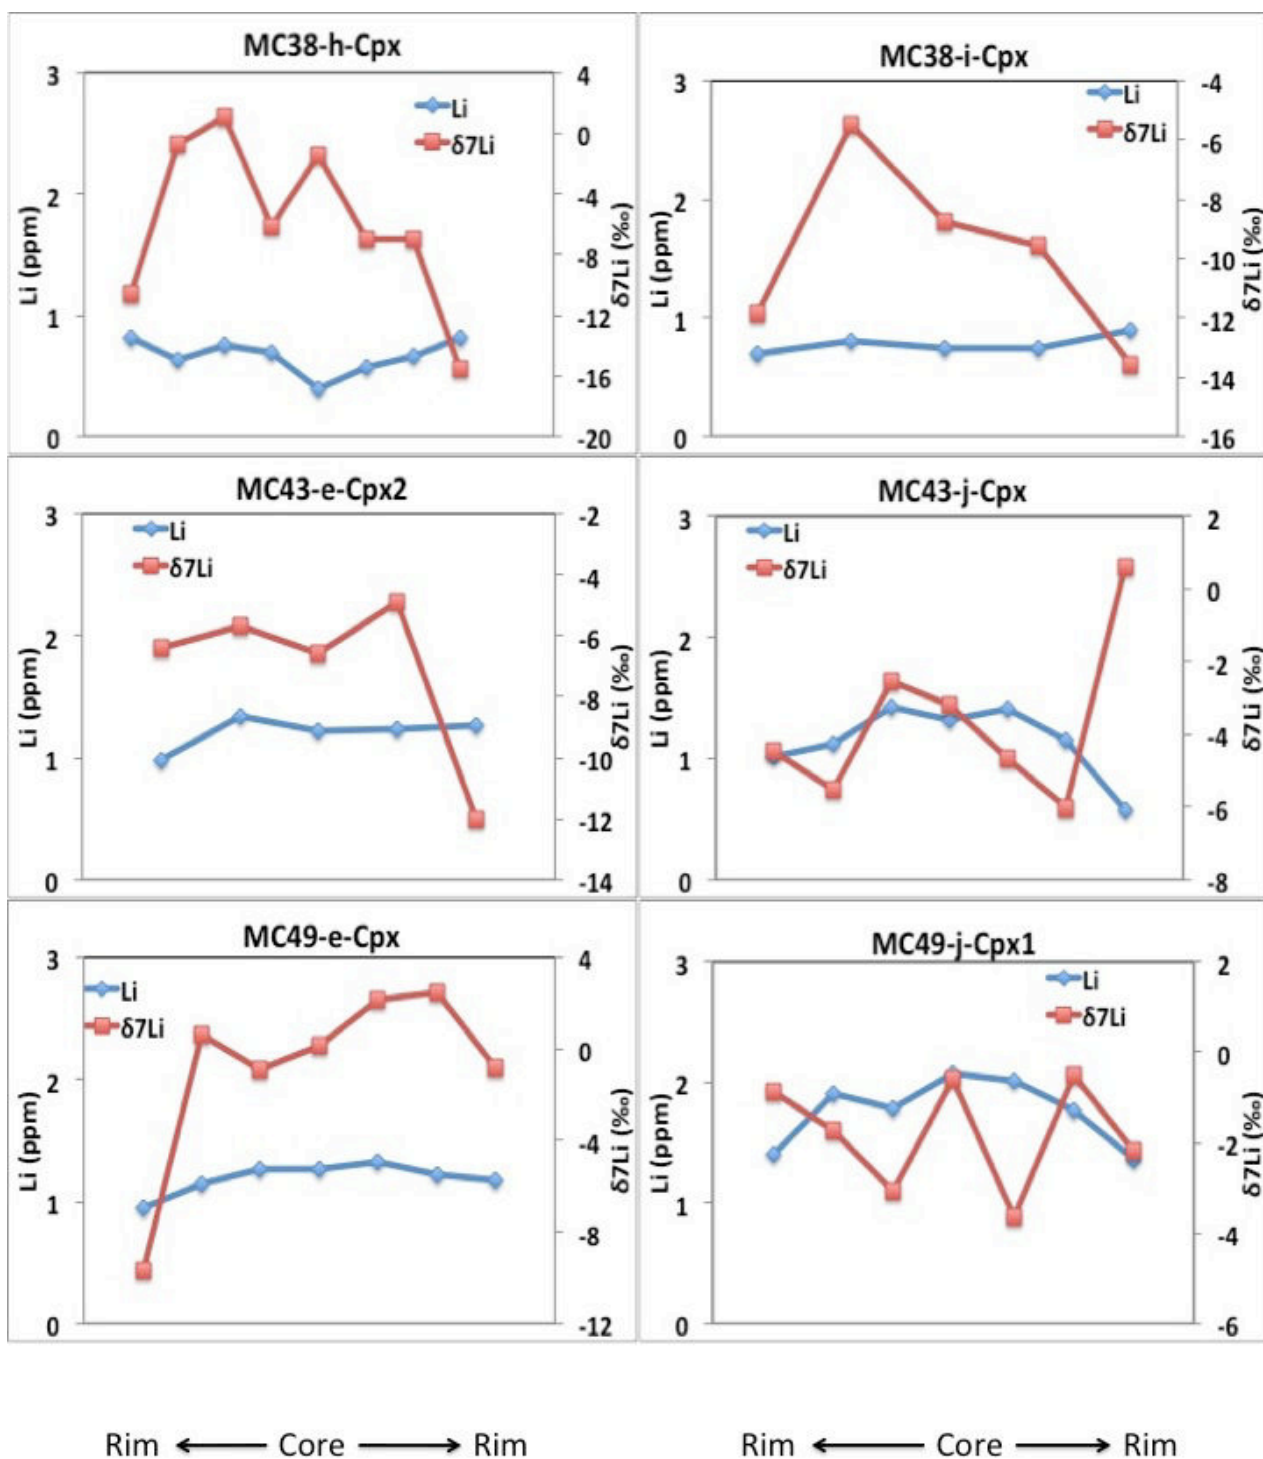 MC38-h-Cpx
3
2
1
0
Li (ppm)
Li
δ7Li
4
0
-4
-8
-12
-16
-20
δ7Li (‰)
MC38-i-Cpx
3
2
1
0
Li (ppm)
Li
δ7Li
-4
-6
-8
-10
-12
-14
-16
δ7Li (‰)
MC43-e-Cpx2
3
2
1
0
Li (ppm)
Li
δ7Li
-2
-4
-6
-8
-10
-12
-14
δ7Li (‰)
MC43-j-Cpx
3
2
1
0
Li (ppm)
Li
δ7Li
2
0
-2
-4
-6
-8
δ7Li (‰)
MC49-e-Cpx
3
2
1
0
Li (ppm)
Li
δ7Li
4
0
-4
-8
-12
δ7Li (‰)
MC49-j-Cpx1
3
2
1
0
Li (ppm)
Li
δ7Li
2
0
-2
-4
-6
δ7Li (‰)
Rim ← Core → Rim
Rim ← Core → Rim